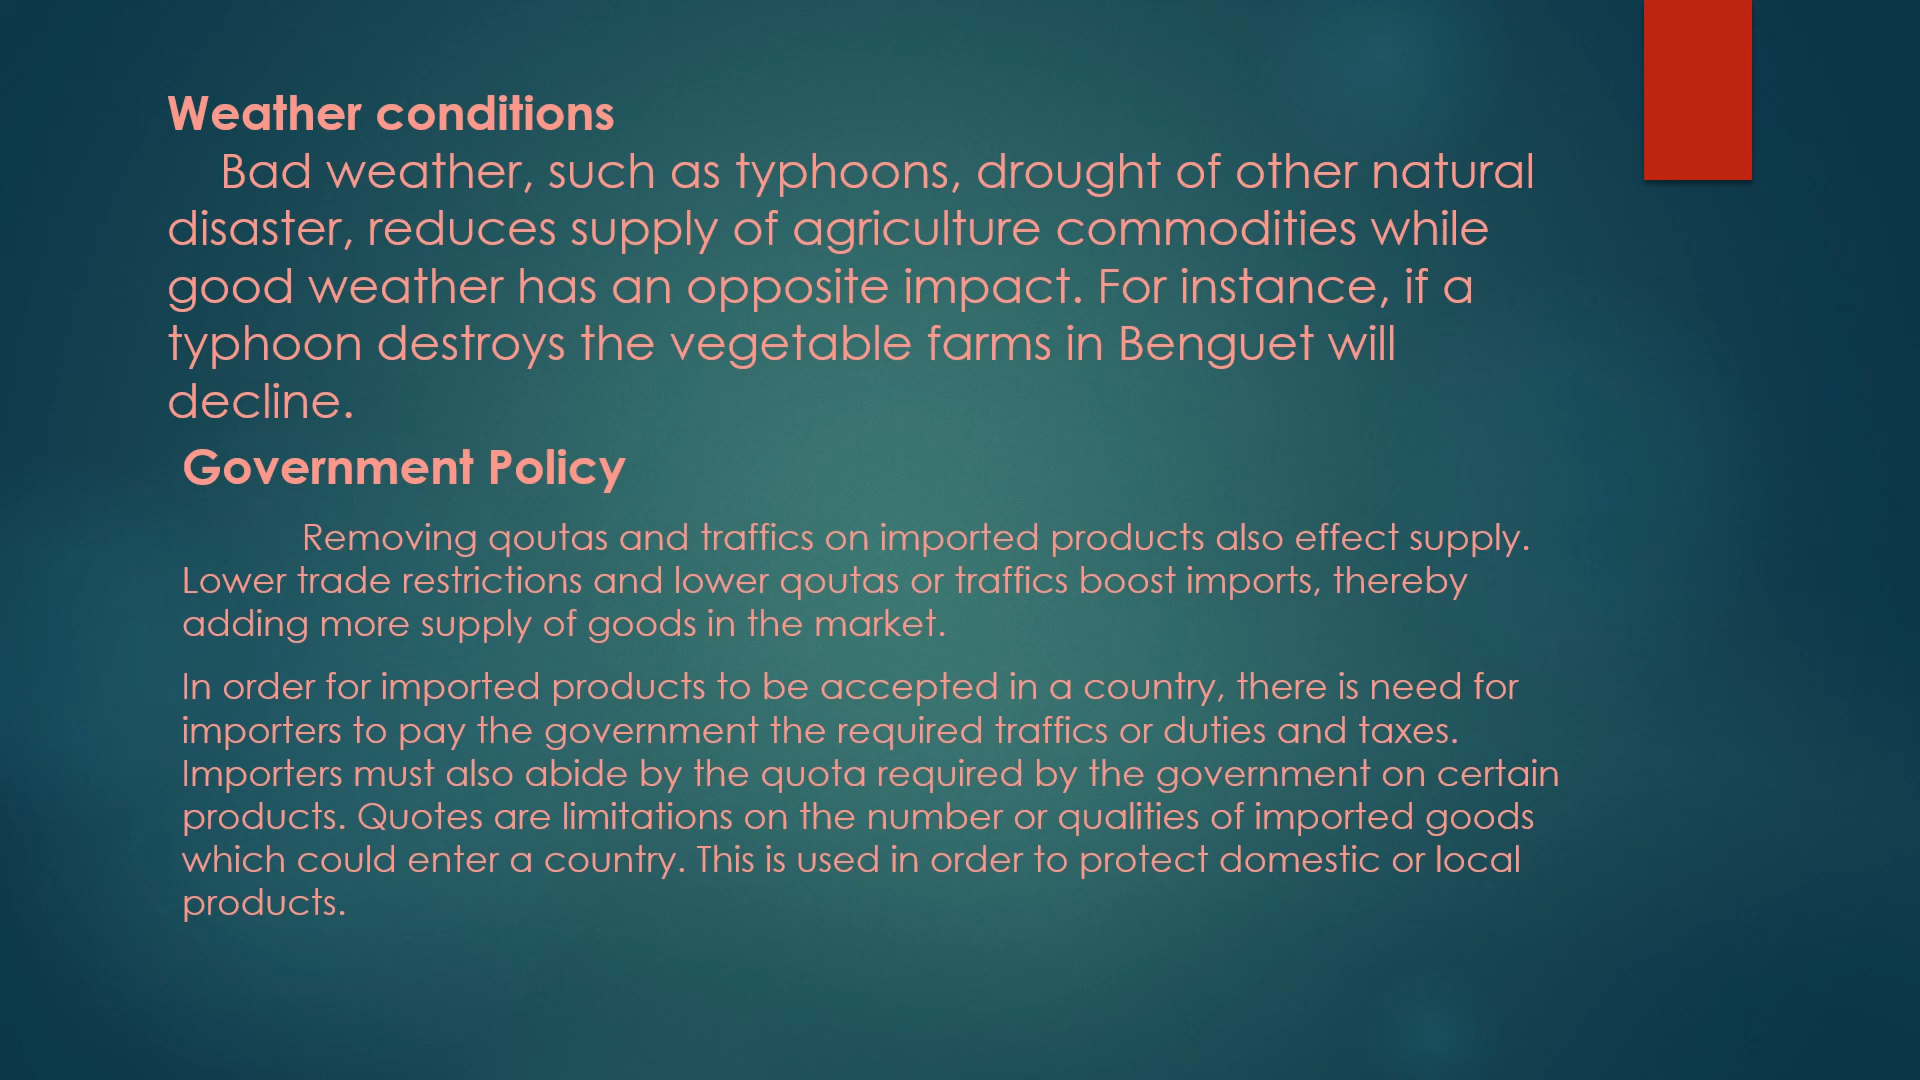 Weather conditions
Bad weather, such as typhoons, drought of other natural
disaster, reduces supply of agriculture commodities while
good weather has an opposite impact. For instance, if a
typhoon destroys the vegetable farms in Benguet will
decline.
Government Policy
Removing qoutas and traffics on imported products also effect supply.
Lower trade restrictions and lower qoutas or traffics boost imports, thereby
adding more supply of goods in the market.
In order for imported products to be accepted in a country, there is need for
importers to pay the government the required traffics or duties and taxes.
Importers must also abide by the quota required by the government on certain
products. Quotes are limitations on the number or qualities of imported goods
which could enter a country. This is used in order to protect domestic or local
products.